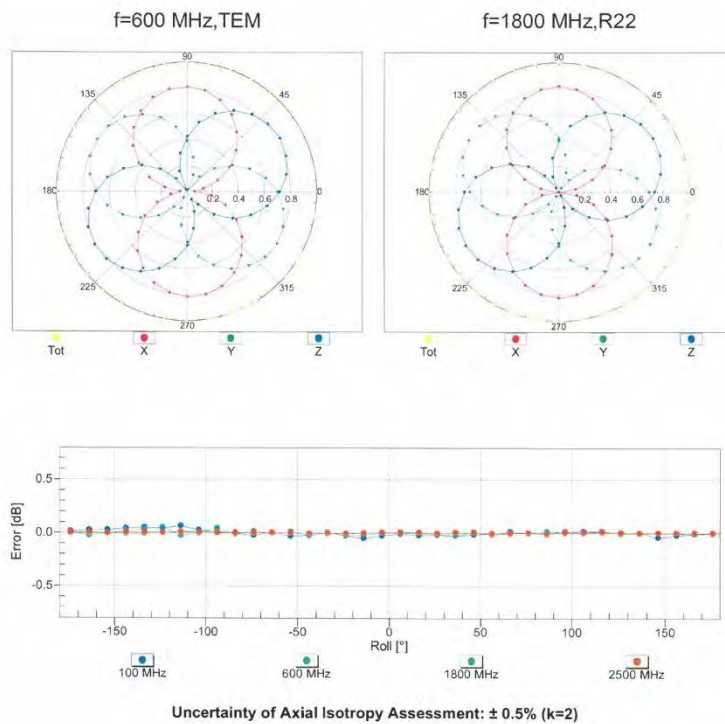 f=600 MHz,TEM
f=1800 MHz,R22
90
135
45
180
0.2
0.4
0.6
0.8
0
225
315
270
Tot
X
Y
Z
90
135
45
180
0.2
0.4
0.6
0.8
0
225
315
270
Tot
X
Y
Z
Error [dB]
0.5
0.0
-0.5
-150
-100
-50
0
50
100
150
Roll [°]
100 MHz
600 MHz
1800 MHz
2500 MHz
Uncertainty of Axial Isotropy Assessment: ± 0.5% (k=2)